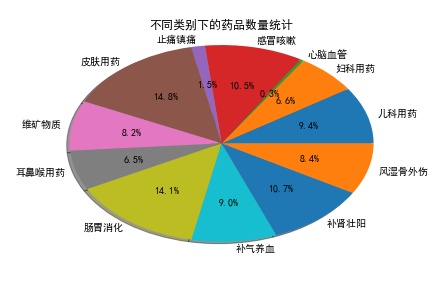 不同类别下的药品数量统计
止痛镇痛
感冒咳嗽
心脑血管
妇科用药
皮肤用药
儿科用药
维矿物质
耳鼻喉用药
风湿骨外伤
肠胃消化
补肾壮阳
补气养血
1.5%
10.5%
0.3%
6.6%
14.8%
9.4%
8.2%
6.5%
8.4%
14.1%
10.7%
9.0%